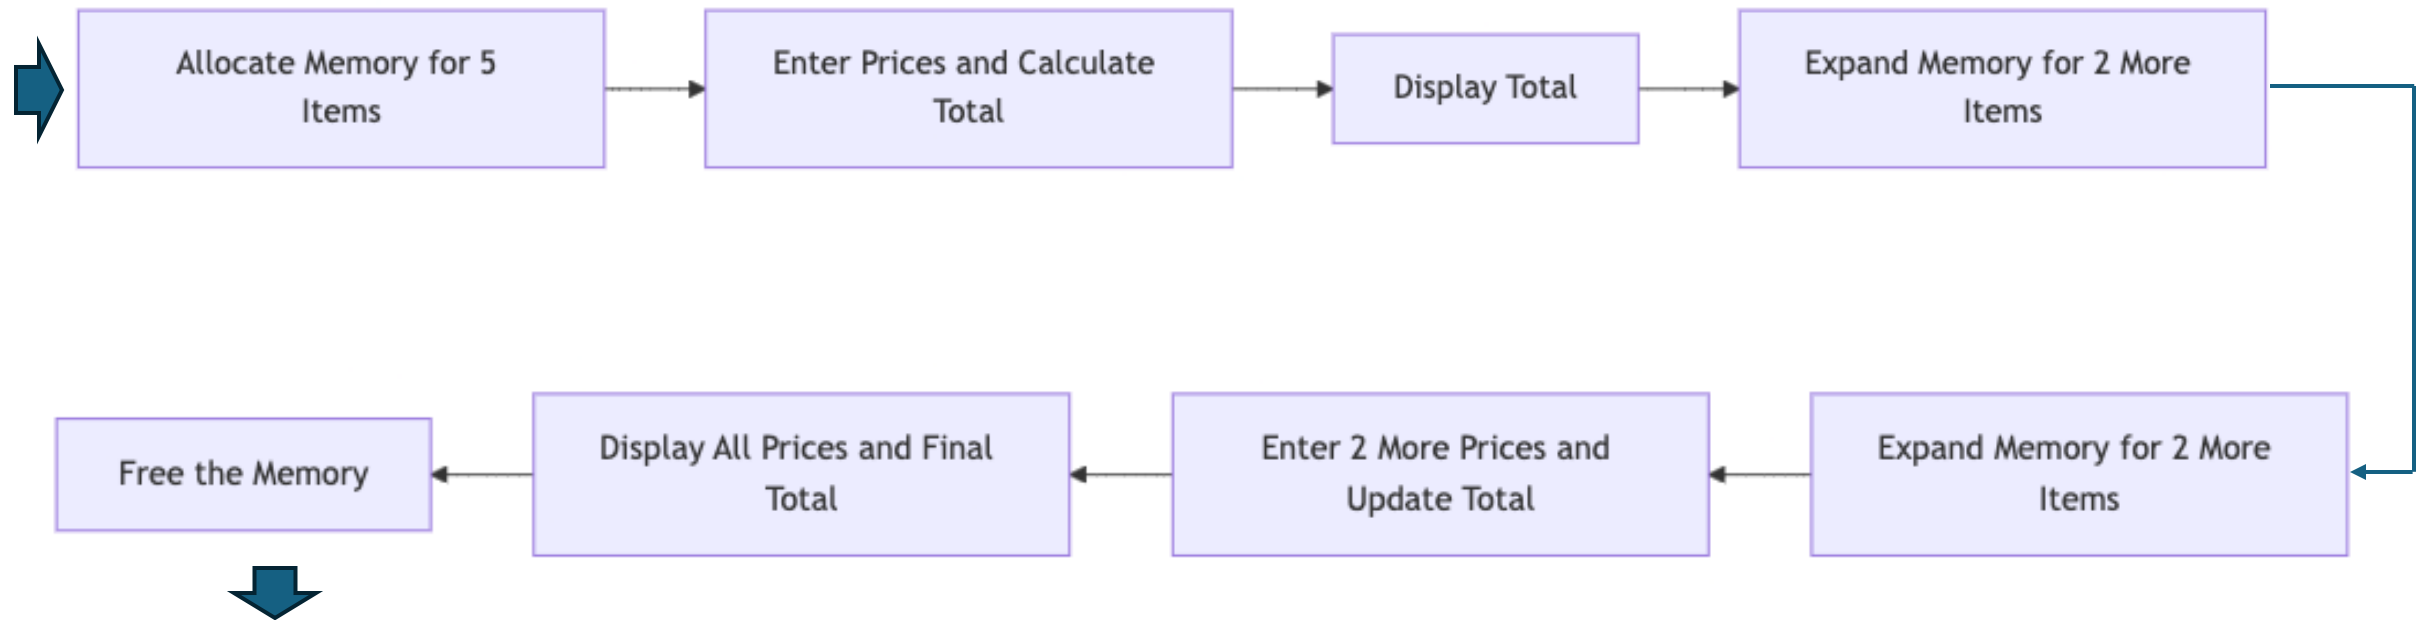 Allocate Memory for 5
Items
Enter Prices and Calculate
Total
Display Total
Expand Memory for 2 More
Items
Expand Memory for 2 More
Items
Enter 2 More Prices and
Update Total
Display All Prices and Final
Total
Free the Memory